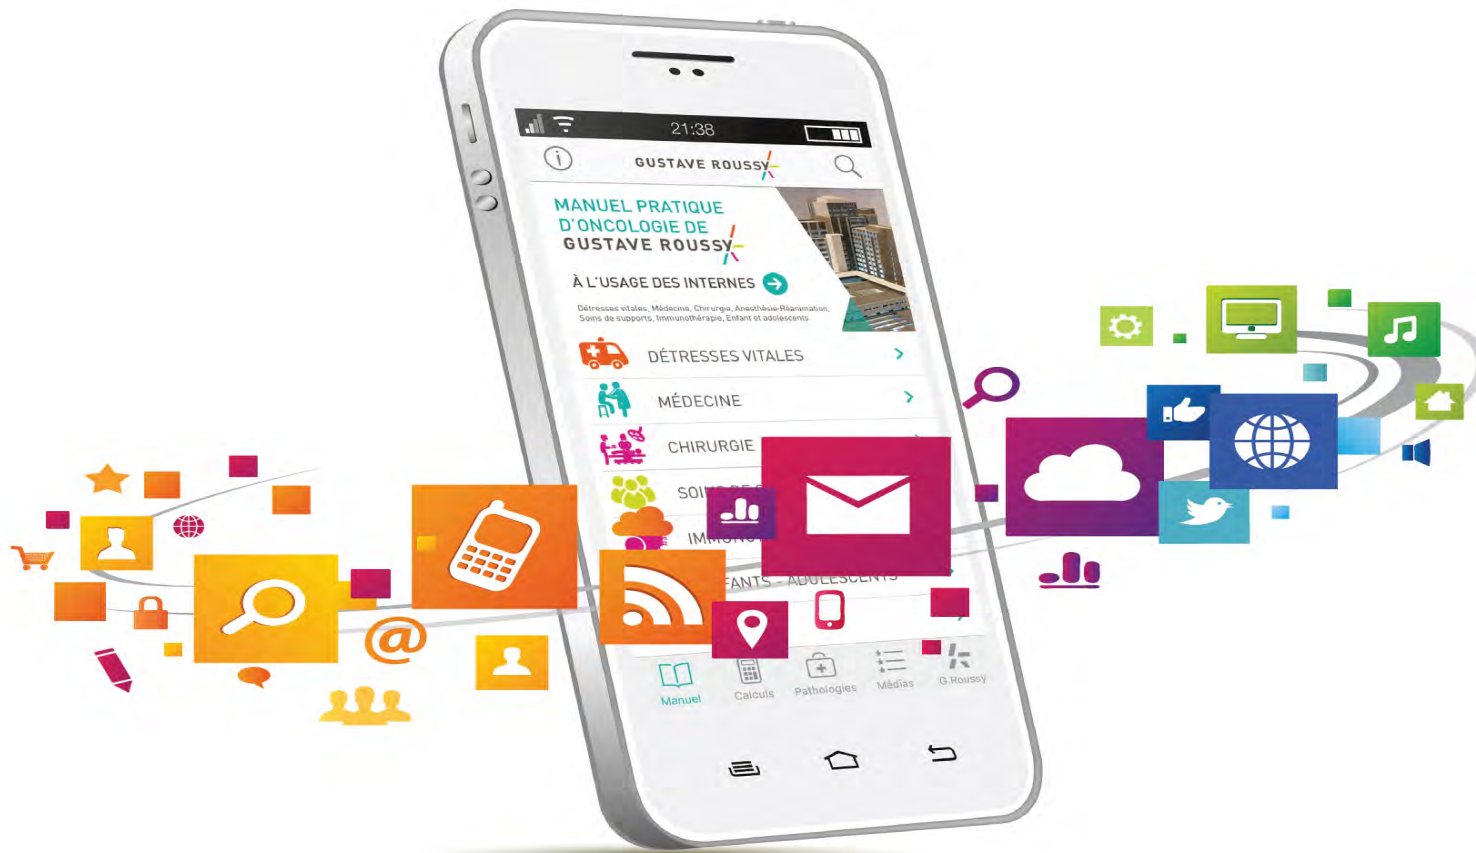 21:38
GUSTAVE ROUSSY
MANUEL PRATIQUE
D'ONCOLOGIE DE
GUSTAVE ROUSSY
À L'USAGE DES INTERNES
Détresses vitales, Médecine, Chirurgie, Anesthésie-Réanimation,
Soins de supports, Immunothérapie, Enfant et adolescents
DÉTRESSES VITALES
MÉDECINE
CHIRURGIE
ADOLESCENTS
Manuel
Calculs
Pathologies
Médias
G.Roussy